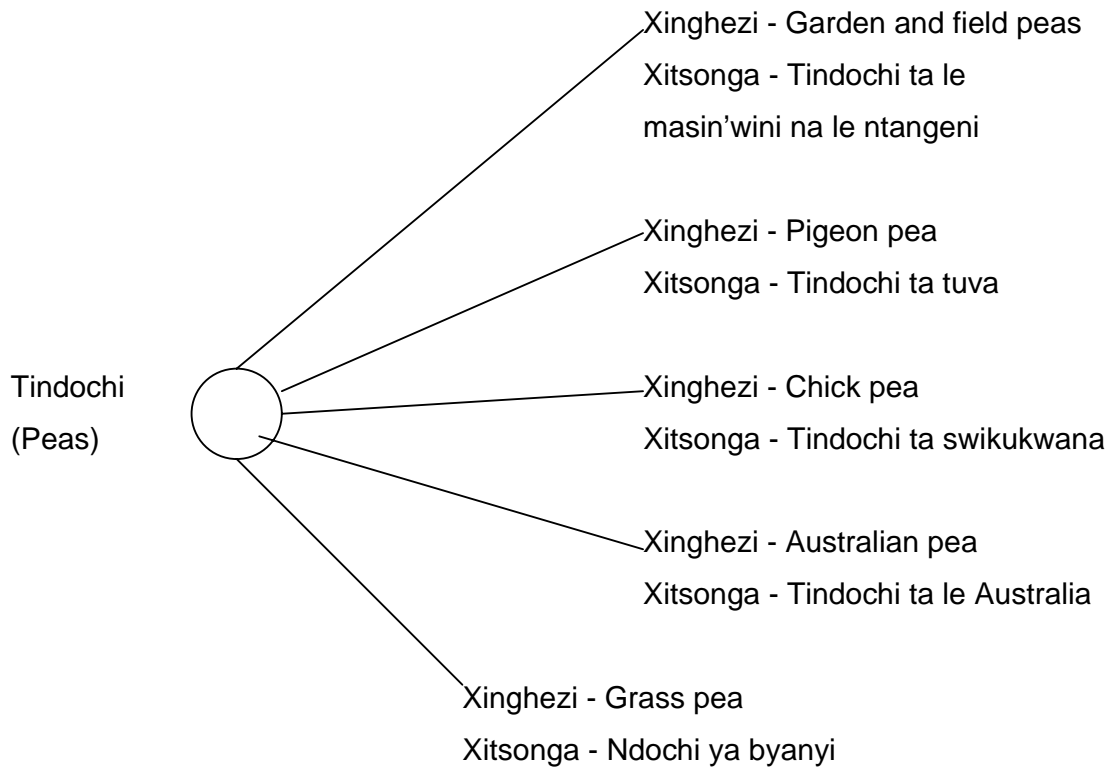 Xinghezi - Garden and field peas
Xitsonga - Tindochi ta le
masin’wini na le ntangeni
Xinghezi - Pigeon pea
Xitsonga - Tindochi ta tuva
Tindochi
(Peas)
Xinghezi - Chick pea
Xitsonga - Tindochi ta swikukwana
Xinghezi - Australian pea
Xitsonga - Tindochi ta le Australia
Xinghezi - Grass pea
Xitsonga - Ndochi ya byanyi